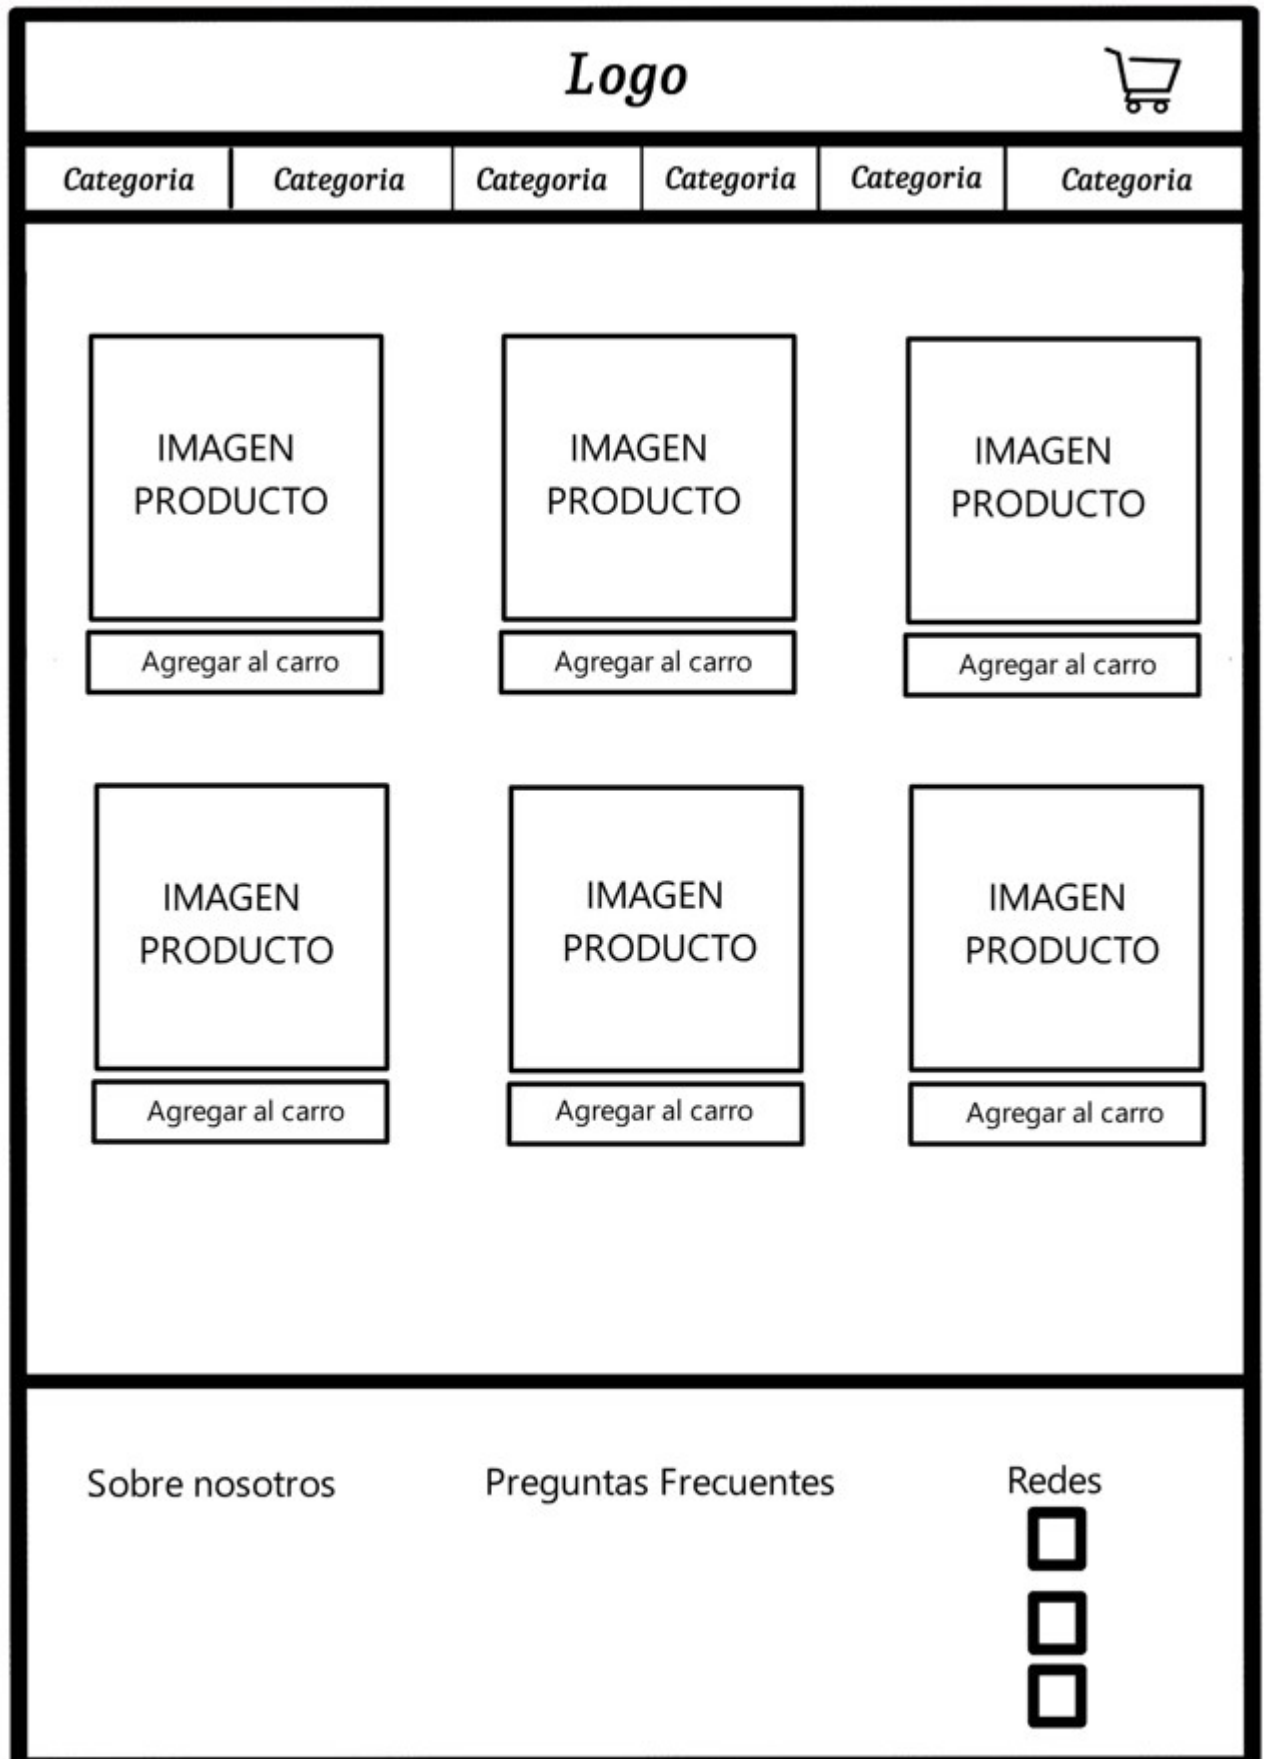 Logo
Categoria Categoria Categoria Categoria Categoria Categoria
IMAGEN
PRODUCTO
IMAGEN
PRODUCTO
IMAGEN
PRODUCTO
Agregar al carro
Agregar al carro
Agregar al carro
IMAGEN
PRODUCTO
IMAGEN
PRODUCTO
IMAGEN
PRODUCTO
Agregar al carro
Agregar al carro
Agregar al carro
Sobre nosotros
Preguntas Frecuentes
Redes